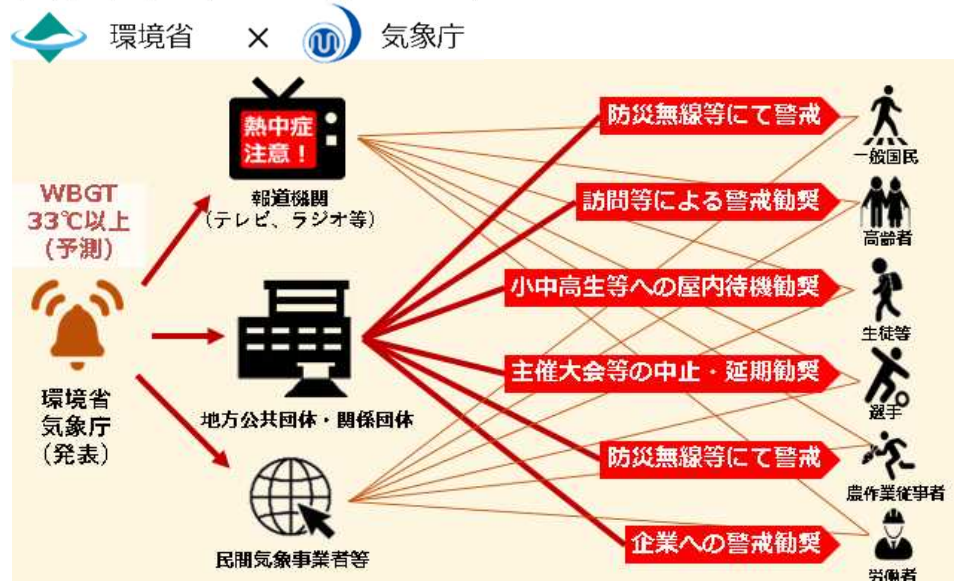 環境省 × 気象庁
熱中症
注意!
報道機関
(テレビ、ラジオ等)
WBGT
33℃以上
(予測)
環境省
気象庁
(発表)
地方公共団体・関係団体
民間気象事業者等
防災無線等にて警戒
訪問等による警戒勧奨
小中高生等への屋内待機勧奨
主催大会等の中止・延期勧奨
防災無線等にて警戒
企業への警戒勧奨
一般国民
高齢者
生徒等
選手
農作業従事者
労働者